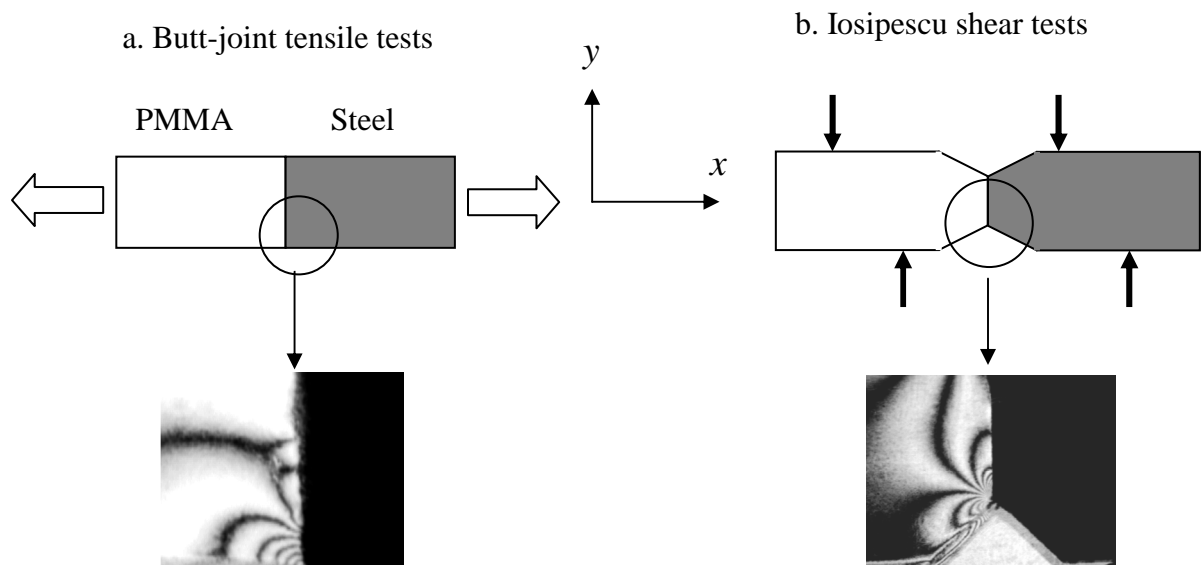 a. Butt-joint tensile tests
b. Iosipescu shear tests
y
PMMA
Steel
x